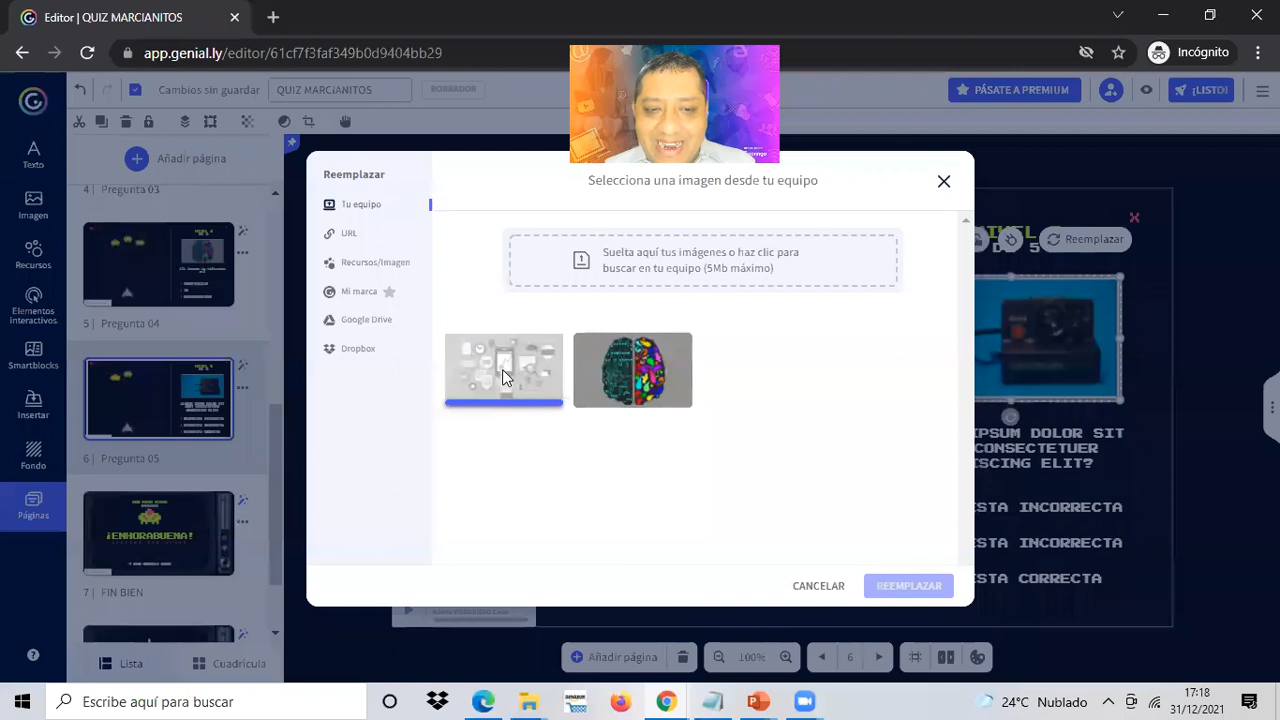 Editor de Genially
Incógnito
app.genial.ly/editor/61cf7f3faf349b0d9404bb29
Cambios sin guardar
QUIZ MARCIANITOS
BORRADOR
PÁSATE A PREMIUM
¡LISTO!
Texto
Imagen
Recursos
Elementos
interactivos
Smartblocks
Insertar
Fondo
Páginas
Añadir página
4 | Pregunta 03
5 | Pregunta 04
6 | Pregunta 05
¡ENHORABUENA!
7 | FIN BIEN
Lista
Cuadrícula
Reemplazar
Tu equipo
URL
Recursos/Imagen
Mi marca
Google Drive
Dropbox
Selecciona una imagen desde tu equipo
Suelta aquí tus imágenes o haz clic para
buscar en tu equipo (5Mb máximo)
CANCELAR
REEMPLAZAR
Reemplazar
IPSUM DOLOR SIT
CONSECTETUER
ISCING ELIT?
ESTA INCORRECTA
ESTA INCORRECTA
ESTA CORRECTA
Añadir página
100%
6
Escribe aquí para buscar
24°C Nublado
17:18
31/12/2021